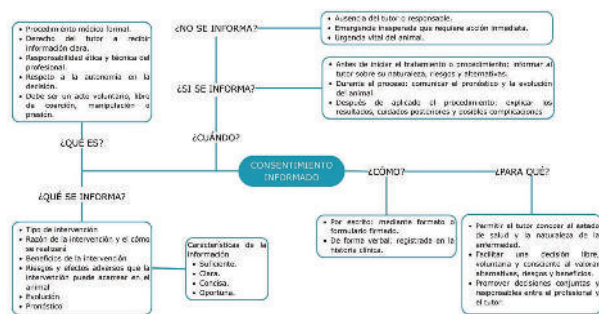 • Procedimiento médico formal.
• Derecho del tutor a recibir
información clara.
• Responsabilidad ética y técnica del
profesional.
• Respeto a la autonomía en la
decisión.
• Debe ser un acto voluntario, libre
de coerción, manipulación o
presión.
¿QUÉ ES?
¿NO SE INFORMA?
• Ausencia del tutor o responsable.
• Emergencia inesperada que requiere acción inmediata.
• Urgencia vital del animal.
¿SI SE INFORMA?
• Antes de iniciar el tratamiento o procedimiento: informar al
tutor sobre su naturaleza, riesgos y alternativas.
• Durante el proceso: comunicar el pronóstico y la evolución
del animal
• Después de aplicado el procedimiento: explicar los
resultados, cuidados posteriores y posibles complicaciones
¿CUÁNDO?
CONSENTIMIENTO
INFORMADO
¿CÓMO?
¿PARA QUÉ?
¿QUÉ SE INFORMA?
• Tipo de intervención
• Razón de la intervención y el cómo
se realizará
• Beneficios de la intervención
• Riesgos y efectos adversos que la
intervención puede acarrear en el
animal
• Evolución
• Pronóstico
Características de la
información
• Suficiente.
• Clara.
• Concisa.
• Oportuna.
• Por escrito: mediante formato o
formulario firmado.
• De forma verbal: registrada en la
historia clínica.
• Permitir el tutor conocer el estado
de salud y la naturaleza de la
enfermedad.
• Facilitar una decisión libre,
voluntaria y consciente al valorar
alternativas, riesgos y beneficios.
• Promover decisiones conjuntas y
responsables entre el profesional y
el tutor.